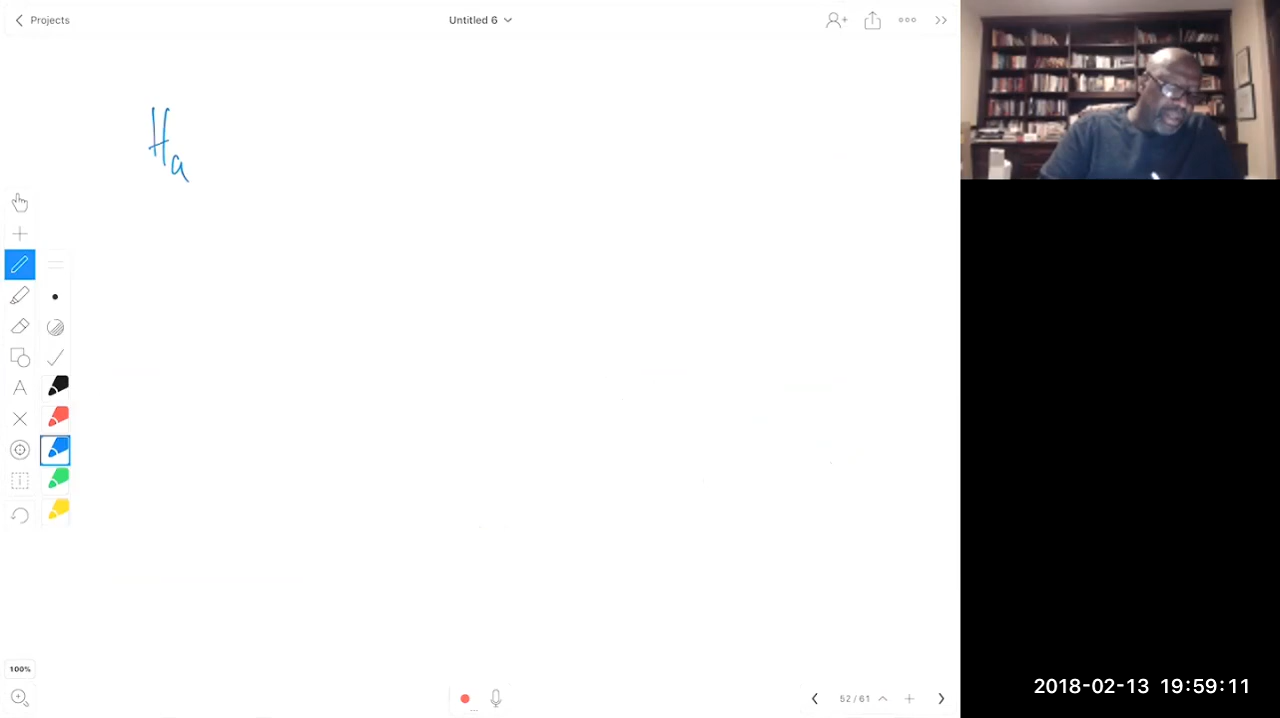 Projects
Untitled 6
Ha
A
100%
52/61
2018-02-13 19:59:11